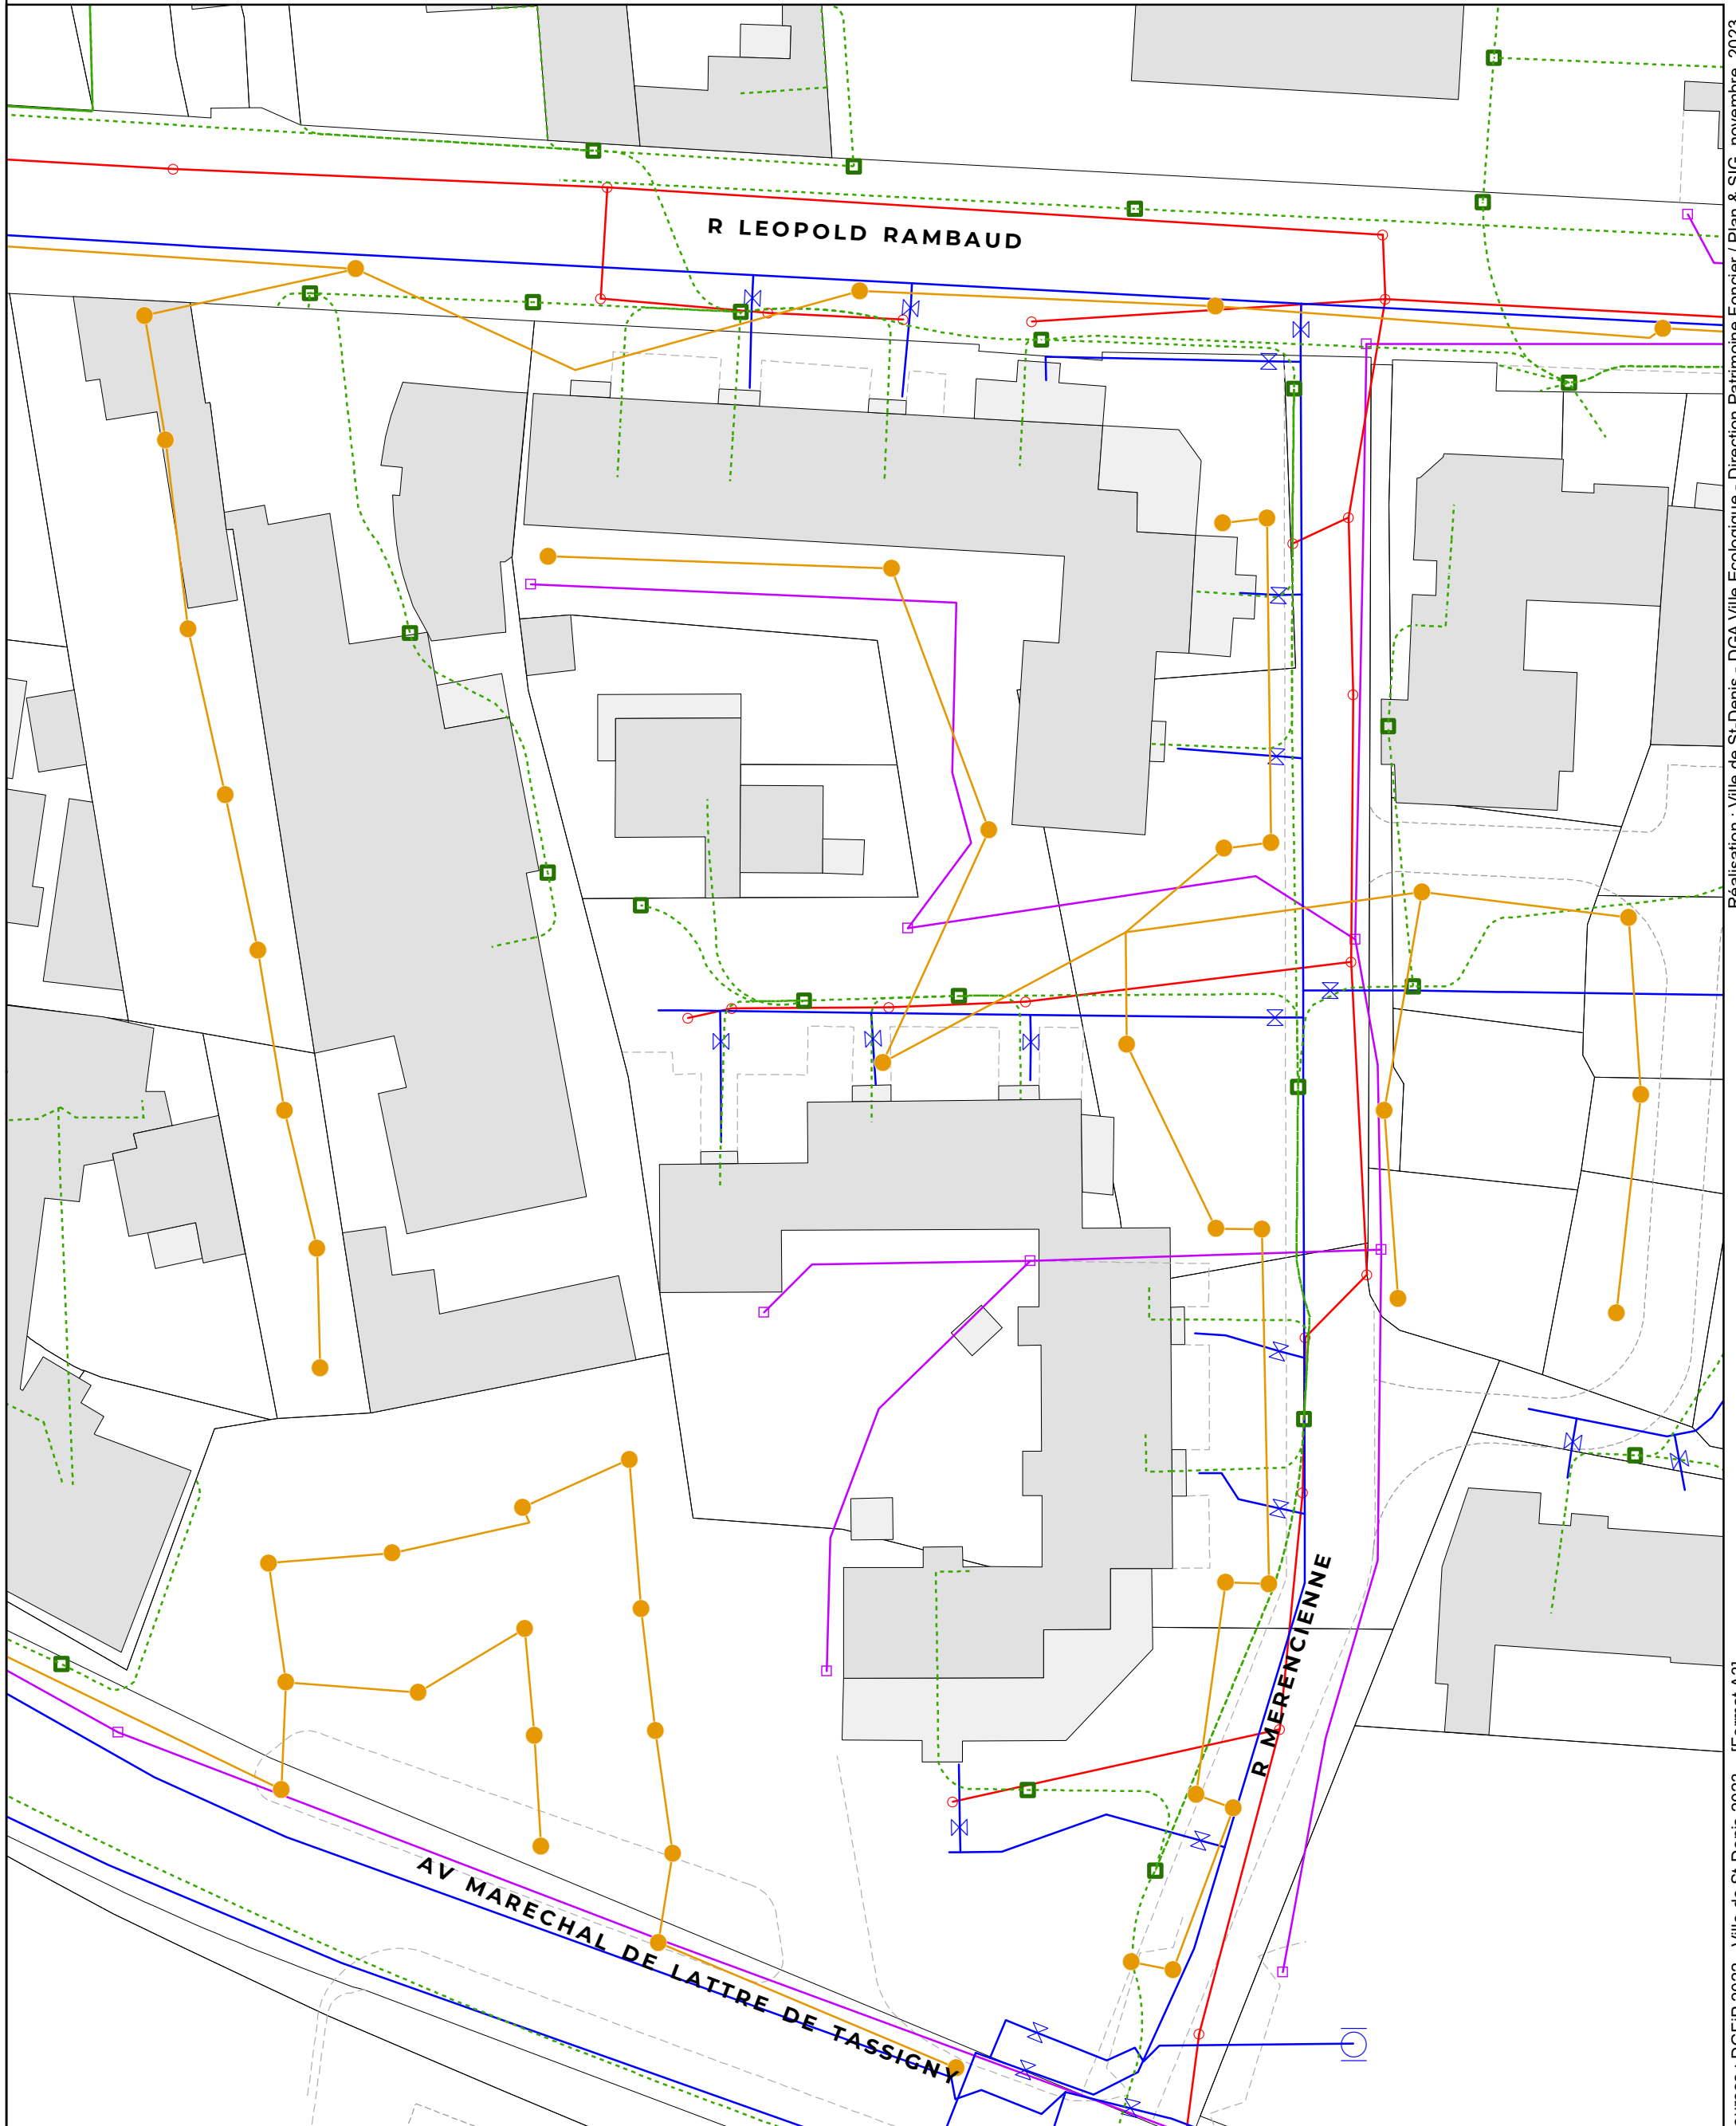 R LEOPOLD RAMBAUD
R MERENCIENNE
AV MARECHAL DE LATTRE DE TASSIGNY
Réalisation : Ville de St-Denis - DGA Ville Ecologique - Direction Patrimoine Foncier / Plan & SIG, novembre 2023